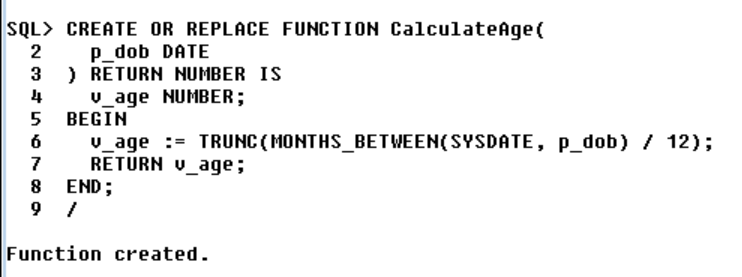 SQL> CREATE OR REPLACE FUNCTION CalculateAge(
  2    p_dob DATE
  3  ) RETURN NUMBER IS
  4    v_age NUMBER;
  5  BEGIN
  6    v_age := TRUNC(MONTHS_BETWEEN(SYSDATE, p_dob) / 12);
  7    RETURN v_age;
  8  END;
  9  /
Function created.